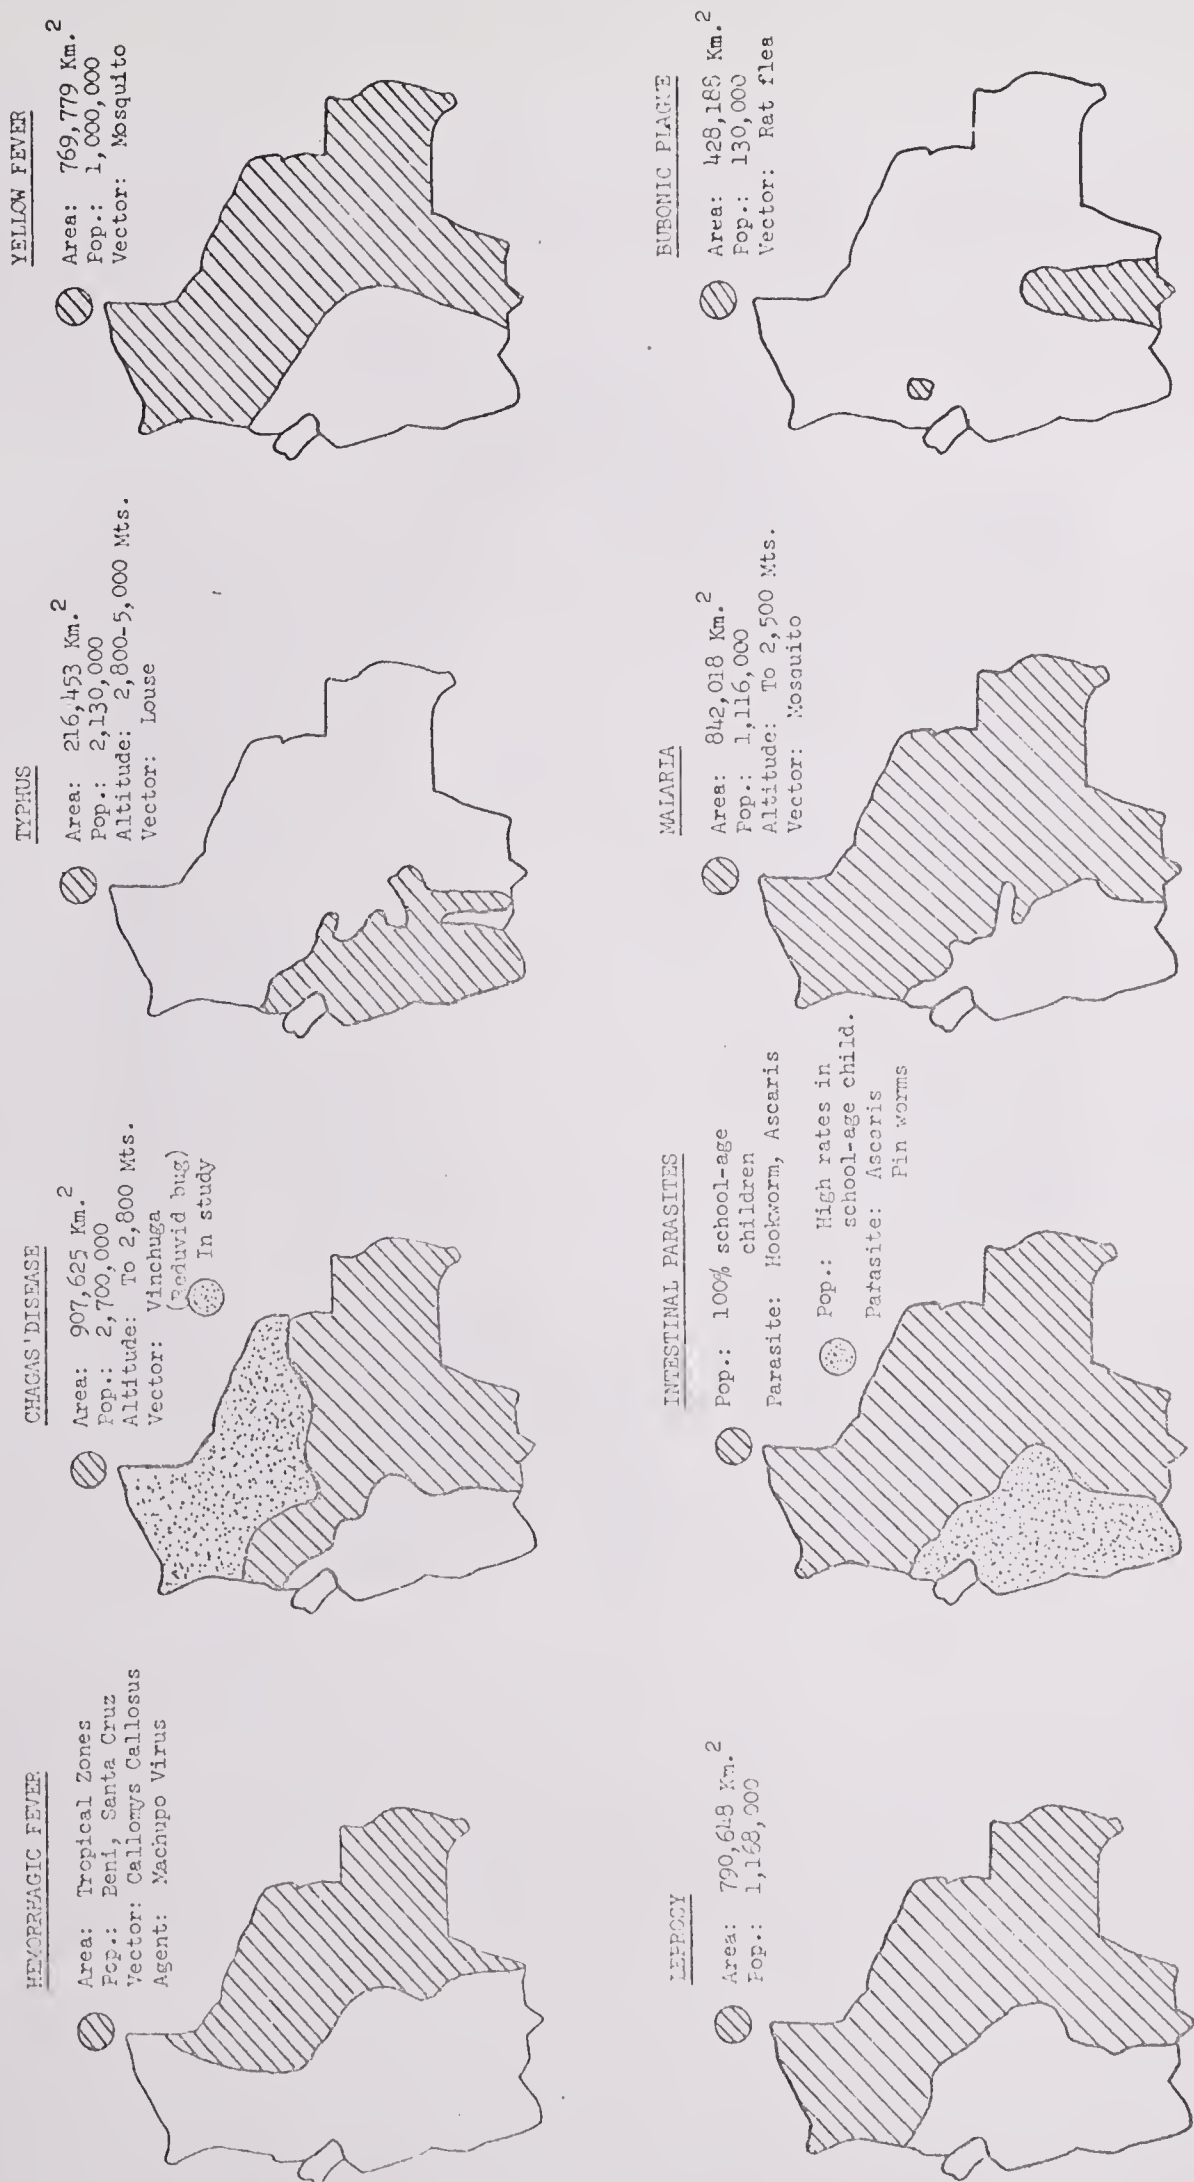 HEMORRHAGIC FEVER
Area: Tropical Zones
Pop.: Beni, Santa Cruz
Vector: Callomys Callosus
Agent: Machupo Virus
CHAGAS' DISEASE
Area: 907,625 Km.2
Pop.: 2,700,000
Altitude: To 2,800 Mts.
Vector: Vinchuga
(Reduvid bug)
In study
TYPHUS
Area: 216,453 Km.2
Pop.: 2,130,000
Altitude: 2,800-5,000 Mts.
Vector: Louse
YELLOW FEVER
Area: 769,779 Km.2
Pop.: 1,000,000
Vector: Mosquito
LEPROSY
Area: 790,648 Km.2
Pop.: 1,168,000
INTESTINAL PARASITES
Pop.: 100% school-age
children
Parasite: Hookworm, Ascaris
Pop.: High rates in
school-age child.
Parasite: Ascaris
Pin worms
MALARIA
Area: 842,018 Km.2
Pop.: 1,116,000
Altitude: To 2,500 Mts.
Vector: Mosquito
BUBONIC PLAGUE
Area: 428,185 Km.2
Pop.: 130,000
Vector: Rat flea